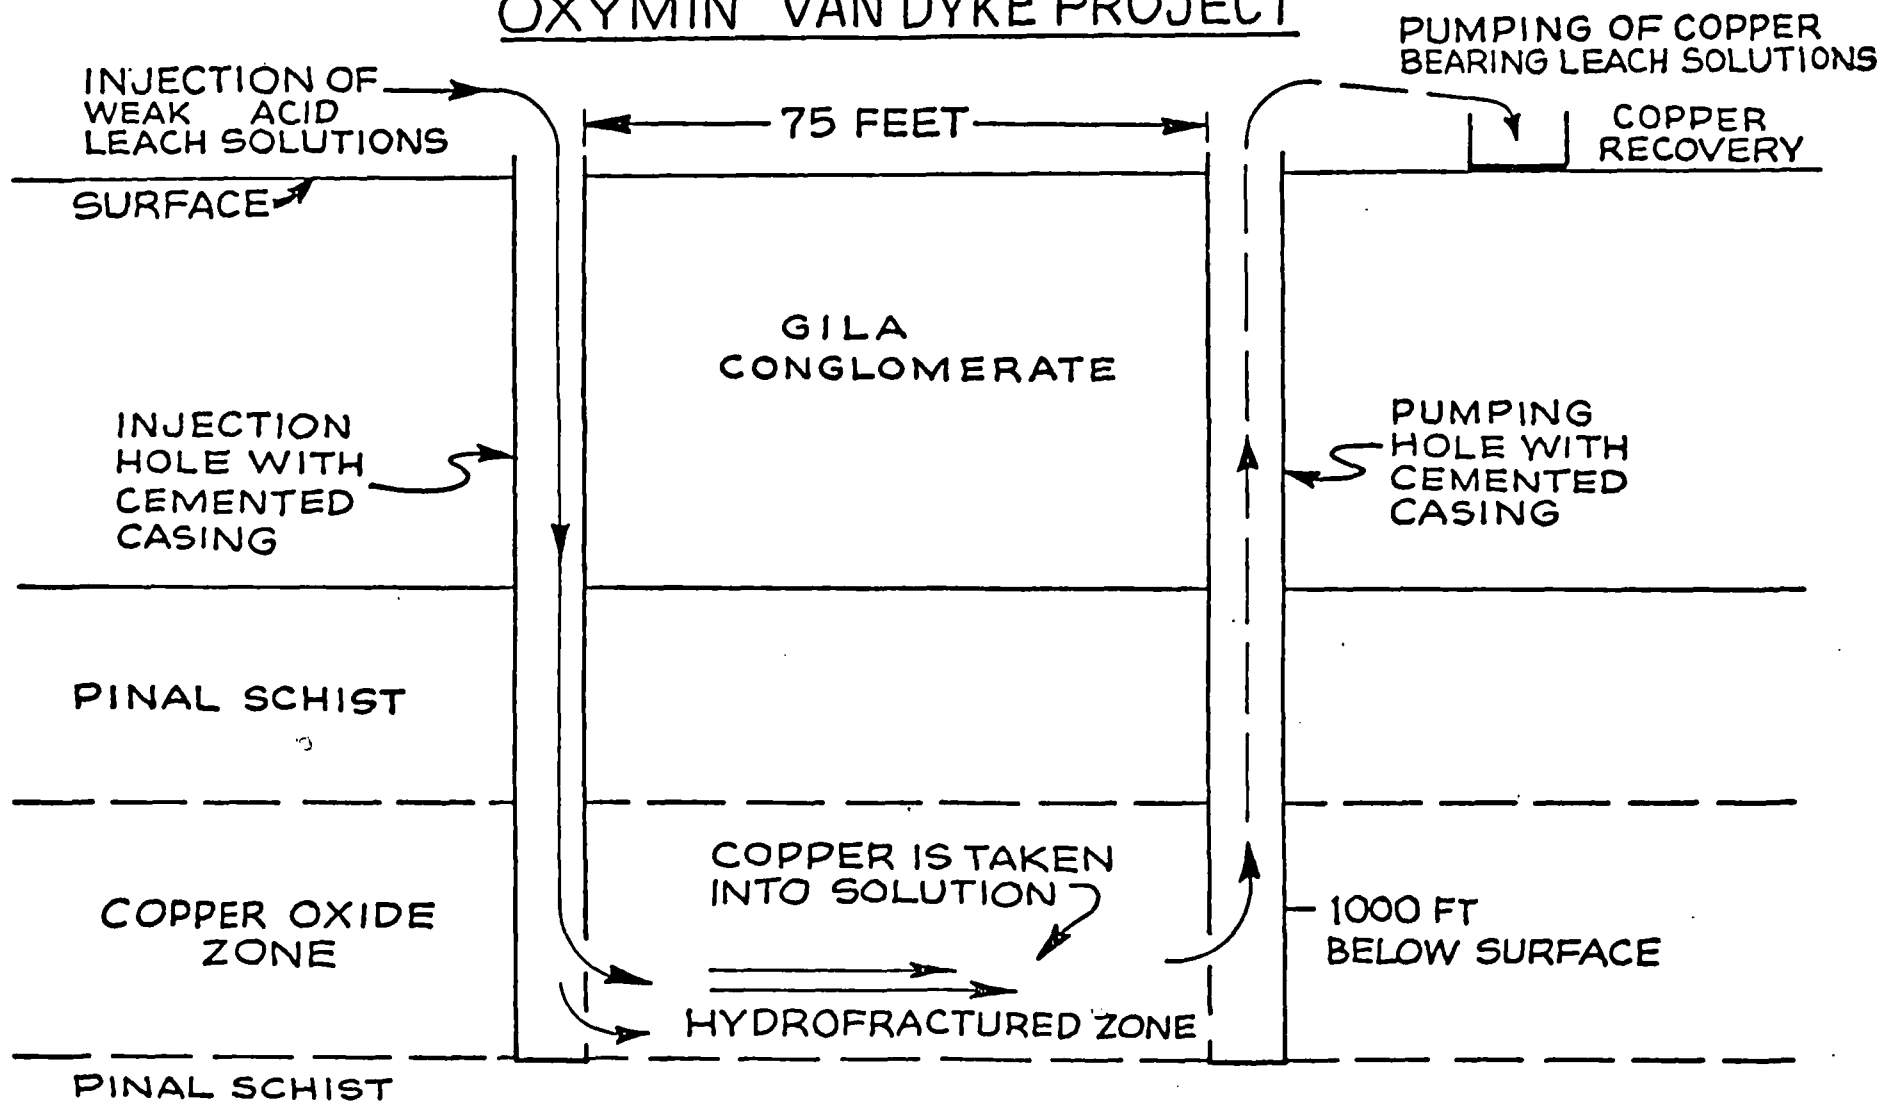 OXYMIN VAN DYKE PROJECT
PUMPING OF COPPER
BEARING LEACH SOLUTIONS
INJECTION OF
WEAK ACID
LEACH SOLUTIONS
75 FEET
COPPER
RECOVERY
SURFACE
GILA
CONGLOMERATE
INJECTION
HOLE WITH
CEMENTED
CASING
PUMPING
HOLE WITH
CEMENTED
CASING
PINAL SCHIST
COPPER IS TAKEN
INTO SOLUTION
COPPER OXIDE
ZONE
1000 FT
BELOW SURFACE
HYDROFRACTURED ZONE
PINAL SCHIST